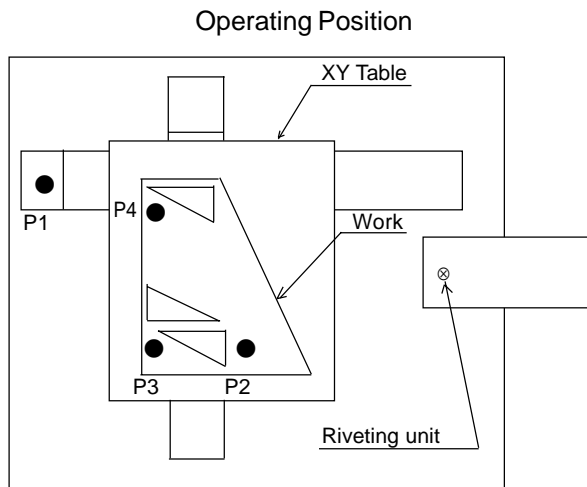 Operating Position
XY Table
P1
P4
Work
P3
P2
Riveting unit